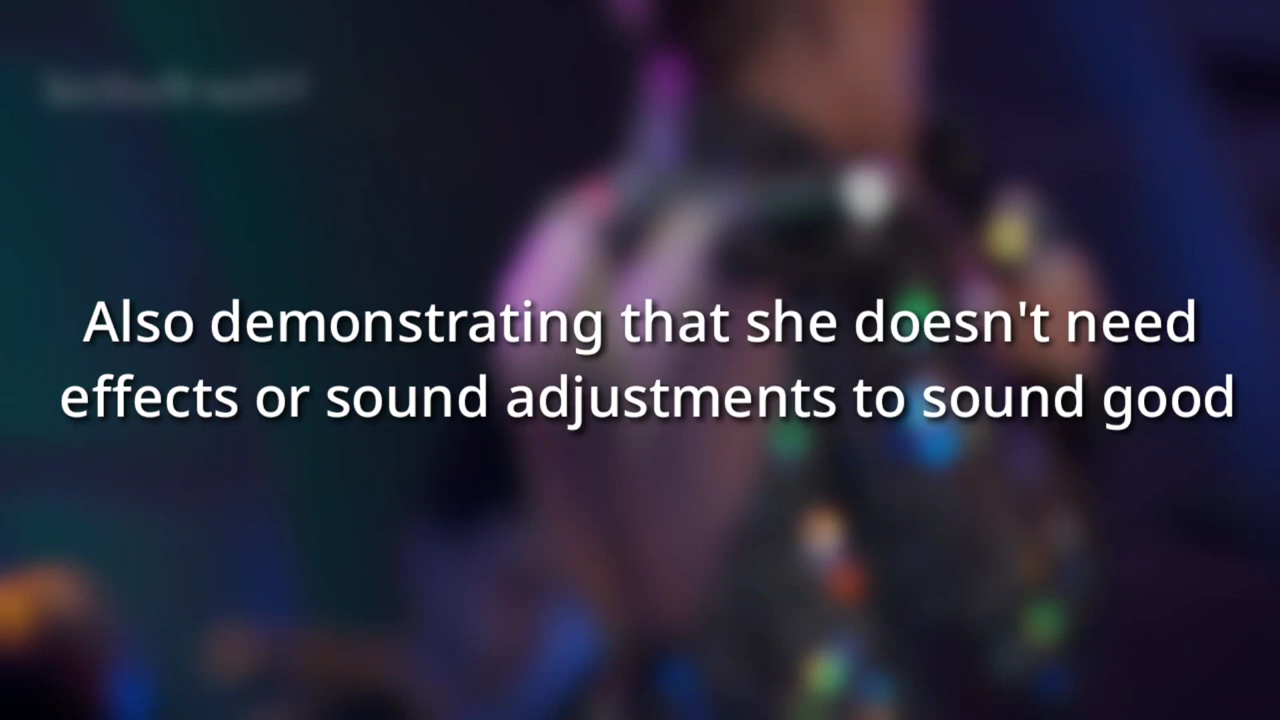 Also demonstrating that she doesn't need
effects or sound adjustments to sound good